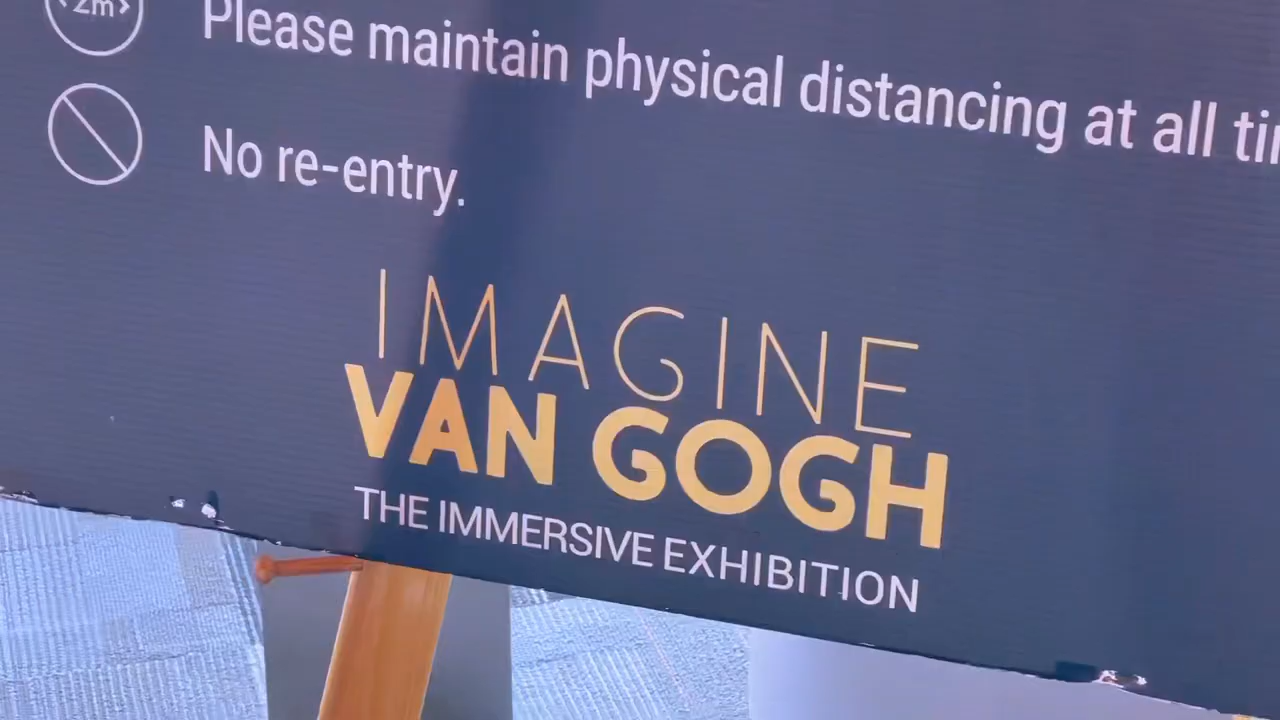 2m
Please maintain physical distancing at all
No re-entry.
IMAGINE
VAN GOGH
THE IMMERSIVE EXHIBITION